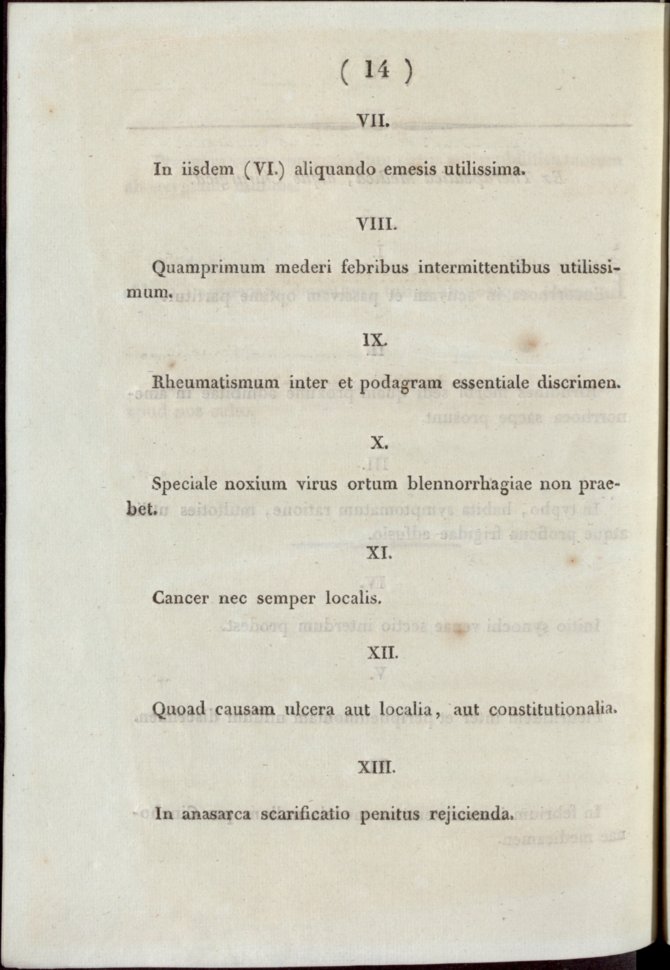 ( 14 )
VII.
In iisdem (VI.) aliquando emesis utilissima.
VIII.
Quamprimum mederi febribus intermittentibus utilissi-
mum.
IX.
Rheumatismum inter et podagram essentiale discrimen.
X.
Speciale noxium virus ortum blennorrhagiae non prae-
bet.
XI.
Cancer nec semper localis.
XII.
Quoad causam ulcera aut localia, aut constitutionalia.
XIII.
In anasarca scarificatio penitus rejicienda.